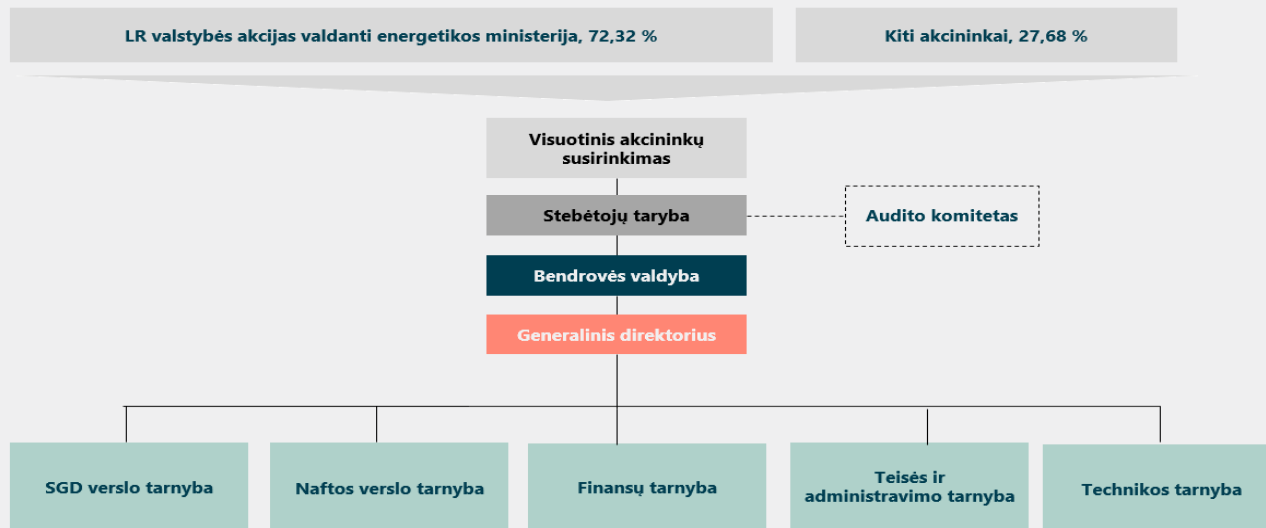 LR valstybės akcijas valdanti energetikos ministerija, 72,32 %
Kiti akcininkai, 27,68 %
Visuotinis akcininkų
susirinkimas
Stebėtojų taryba
Audito komitetas
Bendrovės valdyba
Generalinis direktorius
SGD verslo tarnyba
Naftos verslo tarnyba
Finansų tarnyba
Teisės ir
administravimo tarnyba
Technikos tarnyba